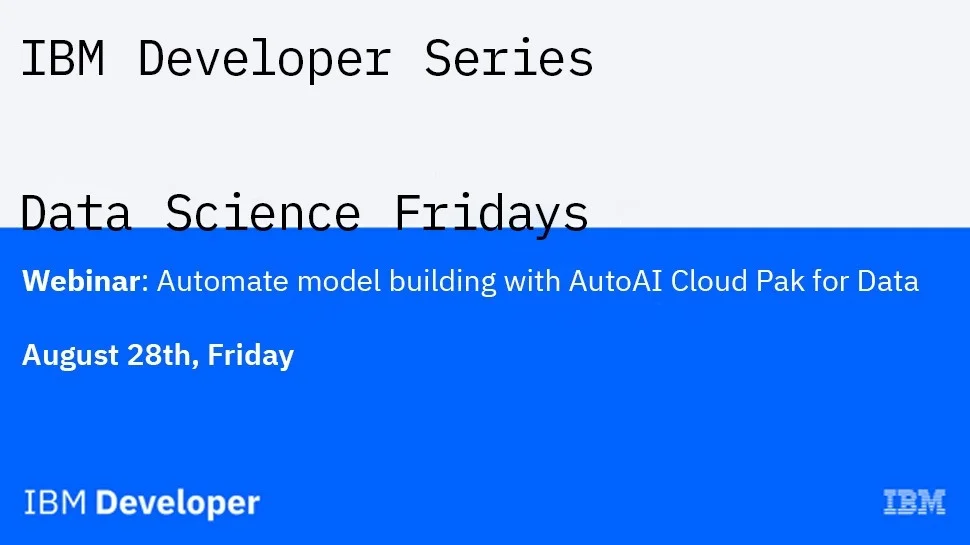 IBM Developer Series
Data Science Fridays
Webinar: Automate model building with AutoAI Cloud Pak for Data
August 28th, Friday
IBM Developer
IBM